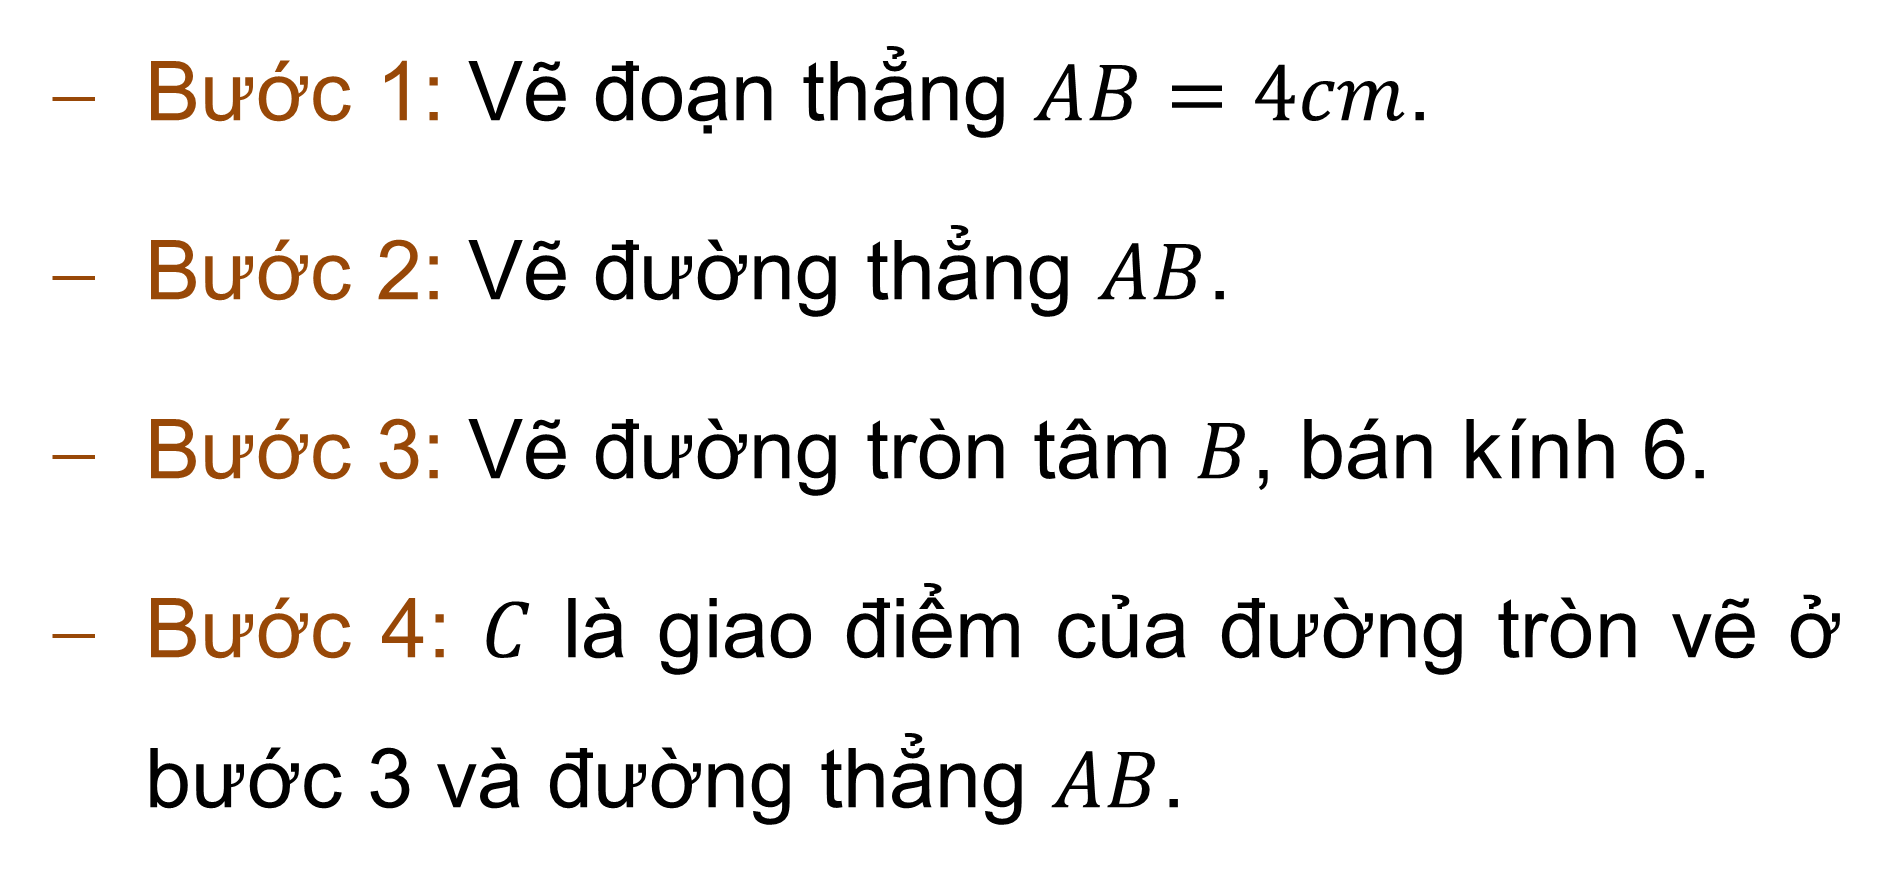 – Bước 1: Vẽ đoạn thẳng AB = 4cm.
– Bước 2: Vẽ đường thẳng AB.
– Bước 3: Vẽ đường tròn tâm B, bán kính 6.
– Bước 4: C là giao điểm của đường tròn vẽ ở
bước 3 và đường thẳng AB.